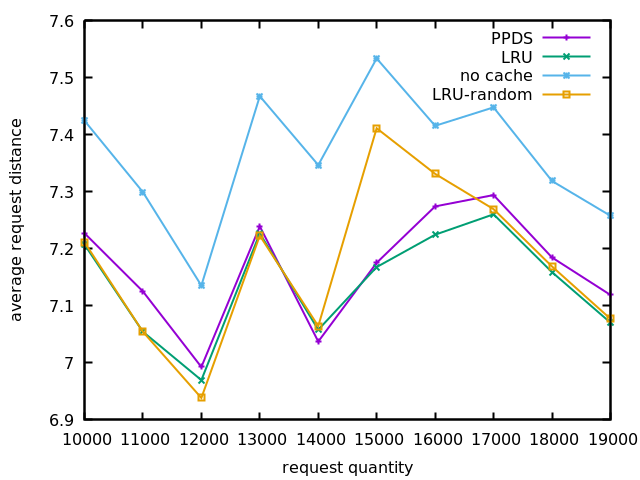 7.6
7.5
7.4
7.3
7.2
7.1
7
6.9
average request distance
PPDS
LRU
no cache
LRU-random
10000 11000 12000 13000 14000 15000 16000 17000 18000 19000
request quantity